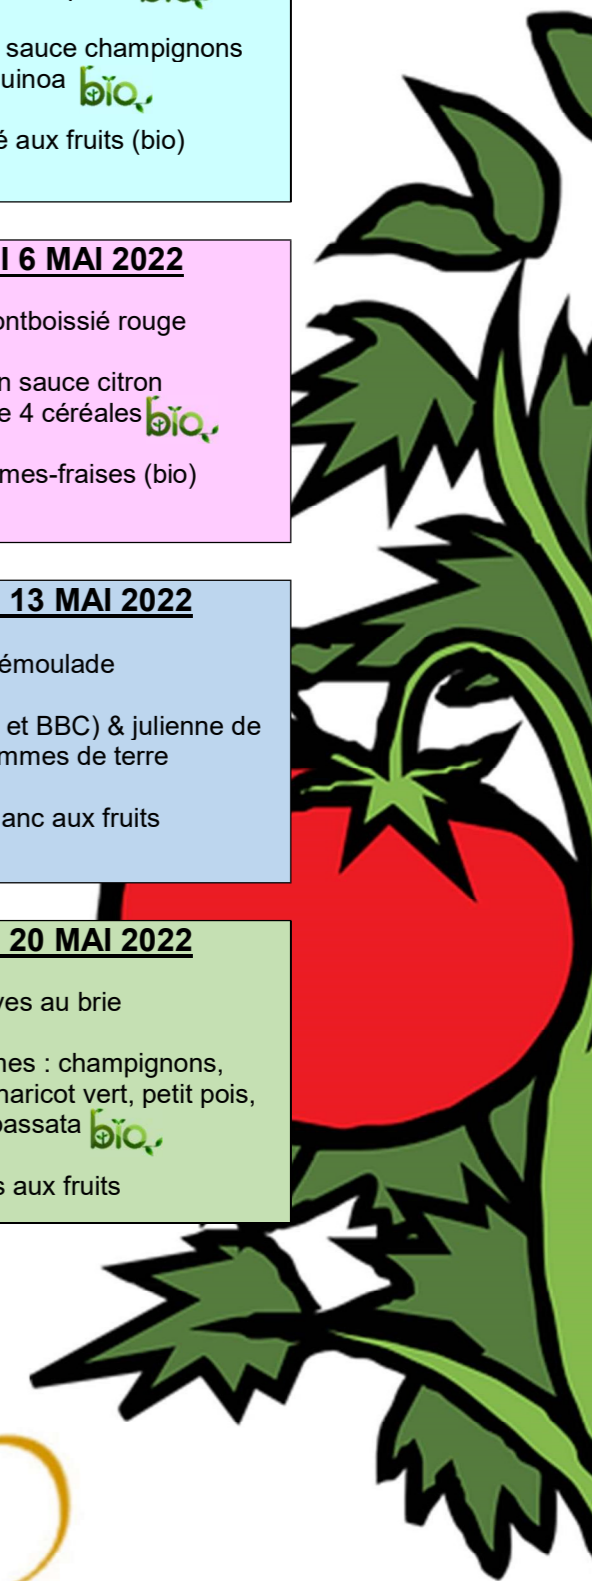 sauce champignons
uinoa bio
é aux fruits (bio)
I 6 MAI 2022
ontboissié rouge
n sauce citron
e 4 céréales bio
mes-fraises (bio)
13 MAI 2022
émoulade
et BBC) & julienne de
mmes de terre
anc aux fruits
20 MAI 2022
ves au brie
nes : champignons,
haricot vert, petit pois,
passata bio
s aux fruits